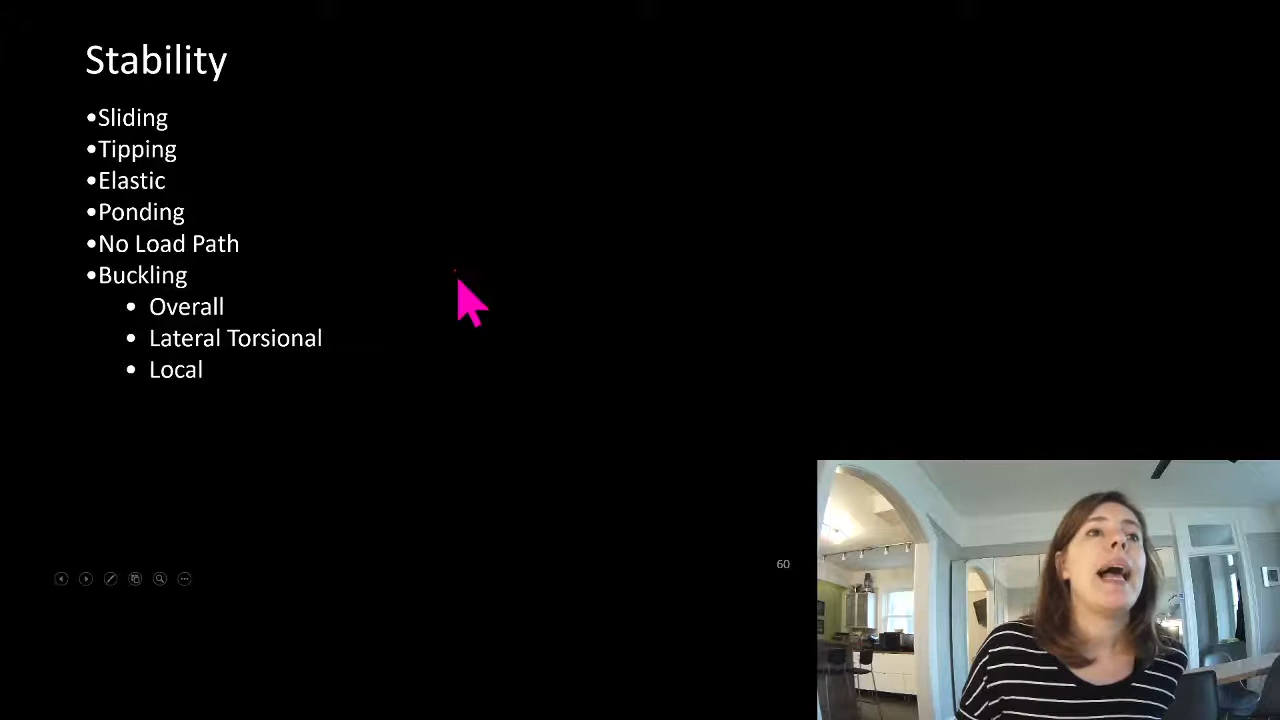 Stability
•Sliding
•Tipping
•Elastic
•Ponding
•No Load Path
•Buckling
• Overall
• Lateral Torsional
• Local
60